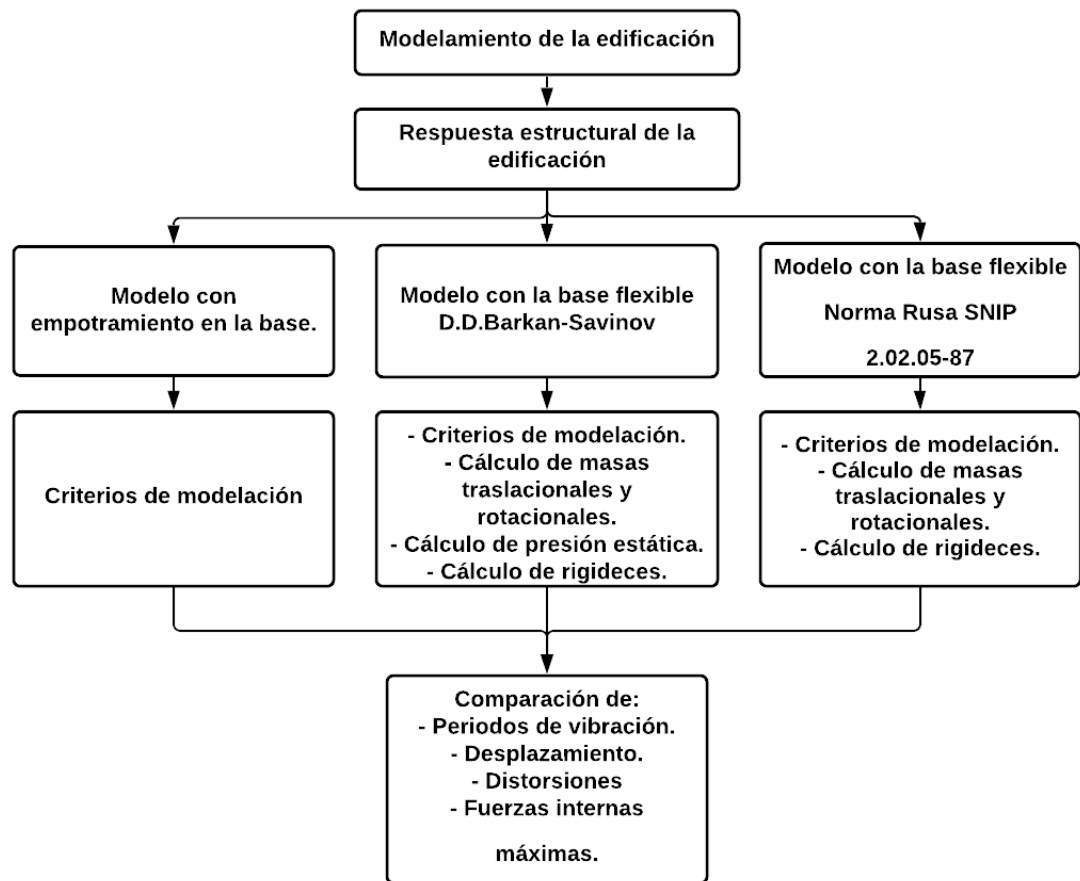 Modelamiento de la edificación
Respuesta estructural de la
edificación
Modelo con
empotramiento en la base.
Modelo con la base flexible
D.D.Barkan-Savinov
Modelo con la base flexible
Norma Rusa SNIP
2.02.05-87
Criterios de modelación
- Criterios de modelación.
- Cálculo de masas
traslacionales y
rotacionales.
- Cálculo de presión estática.
- Cálculo de rigideces.
- Criterios de modelación.
- Cálculo de masas
traslacionales y
rotacionales.
- Cálculo de rigideces.
Comparación de:
- Periodos de vibración.
- Desplazamiento.
- Distorsiones
- Fuerzas internas
máximas.